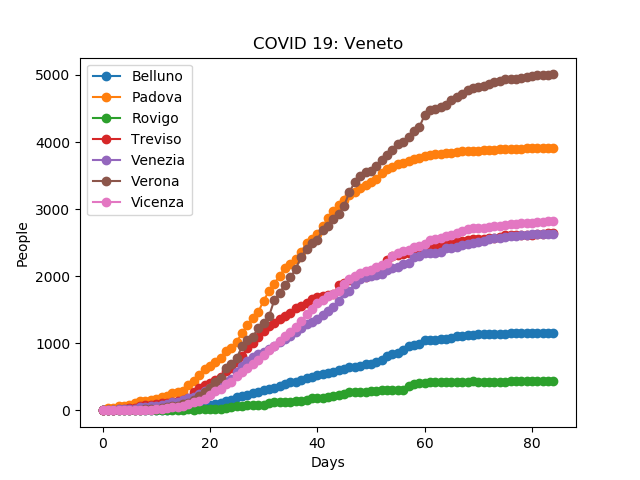 COVID 19: Veneto
Belluno
Padova
Rovigo
Treviso
Venezia
Verona
Vicenza
People
5000
4000
3000
2000
1000
0
0 20 40 60 80
Days